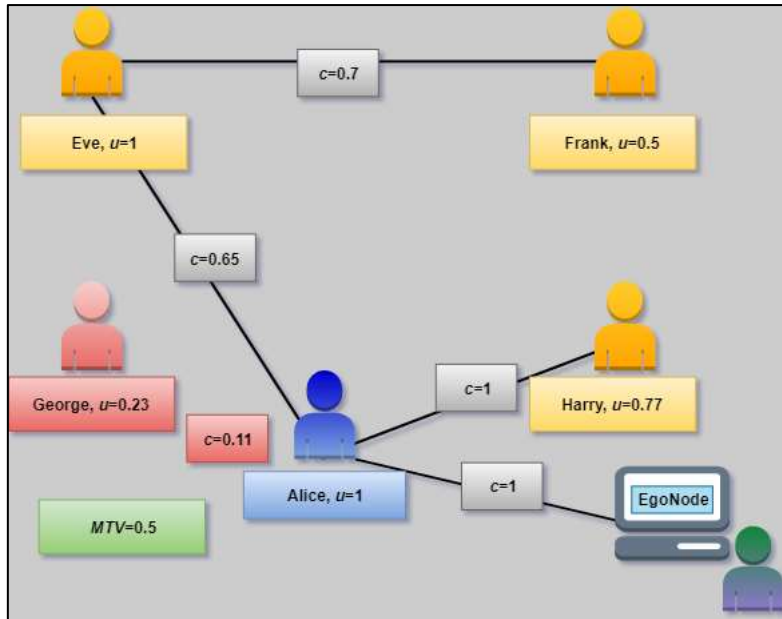 c=0.7
Eve, u=1
Frank, u=0.5
c=0.65
c=1
George, u=0.23
Harry, u=0.77
c=0.11
c=1
Alice, u=1
EgoNode
MTV=0.5